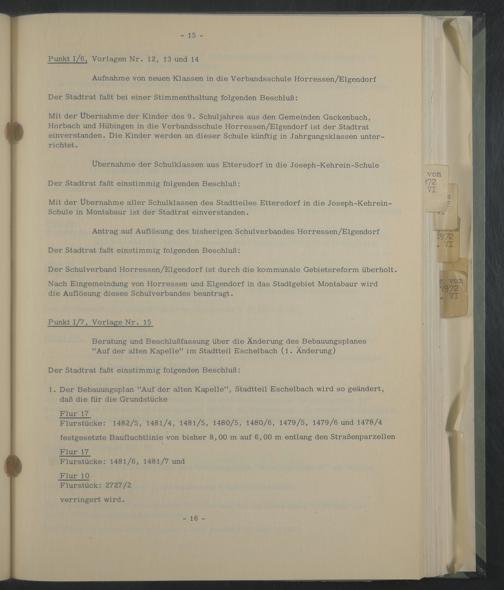 - 15 -
Punkt I/6, Vorlagen Nr. 12, 13 und 14
Aufnahme von neuen Klassen in die Verbandsschule Horressen/Elgendorf
Der Stadtrat faßt bei einer Stimmenthaltung folgenden Beschluß:
Mit der Übernahme der Kinder des 9. Schuljahres aus den Gemeinden Gackenbach,
Horbach und Hübingen in die Verbandsschule Horressen/Elgendorf ist der Stadtrat
einverstanden. Die Kinder werden an dieser Schule künftig in Jahrgangsklassen unter-
richtet.
Übernahme der Schulklassen aus Ettersdorf in die Joseph-Kehrein-Schule
Der Stadtrat faßt einstimmig folgenden Beschluß:
Mit der Übernahme aller Schulklassen des Stadtteiles Ettersdorf in die Joseph-Kehrein-
Schule in Montabaur ist der Stadtrat einverstanden.
Antrag auf Auflösung des bisherigen Schulverbandes Horressen/Elgendorf
Der Stadtrat faßt einstimmig folgenden Beschluß:
Der Schulverband Horressen/Elgendorf ist durch die kommunale Gebietsreform überholt.
Nach Eingemeindung von Horressen und Elgendorf in das Stadtgebiet Montabaur wird
die Auflösung dieses Schulverbandes beantragt.
Punkt I/7, Vorlage Nr. 15
Beratung und Beschlußfassung über die Änderung des Bebauungsplanes
"Auf der alten Kapelle" im Stadtteil Eschelbach (1. Änderung)
Der Stadtrat faßt einstimmig folgenden Beschluß:
1. Der Bebauungsplan "Auf der alten Kapelle", Stadtteil Eschelbach wird so geändert,
daß die für die Grundstücke
Flur 17
Flurstücke: 1482/5, 1481/4, 1481/5, 1480/5, 1480/6, 1479/5, 1479/6 und 1478/4
festgesetzte Baufluchtlinie von bisher 8,00 m auf 6,00 m entlang den Straßenparzellen
Flur 17
Flurstücke: 1481/6, 1481/7 und
Flur 10
Flurstück: 2727/2
verringert wird.
- 16 -
von
972
VI
1972
VI
von
1972
VI